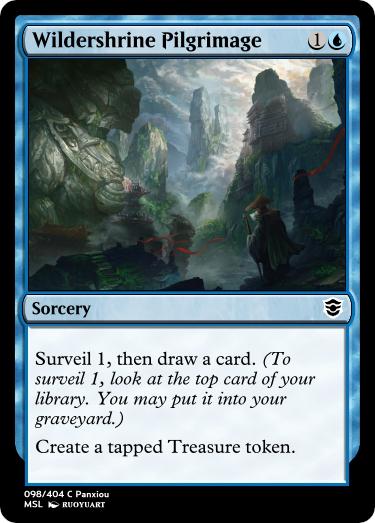 Wildershrine Pilgrimage 1
Sorcery
Surveil 1, then draw a card. (To
surveil 1, look at the top card of your
library. You may put it into your
graveyard.)
Create a tapped Treasure token.
098/404 C Panxiou
MSL RUOYUART